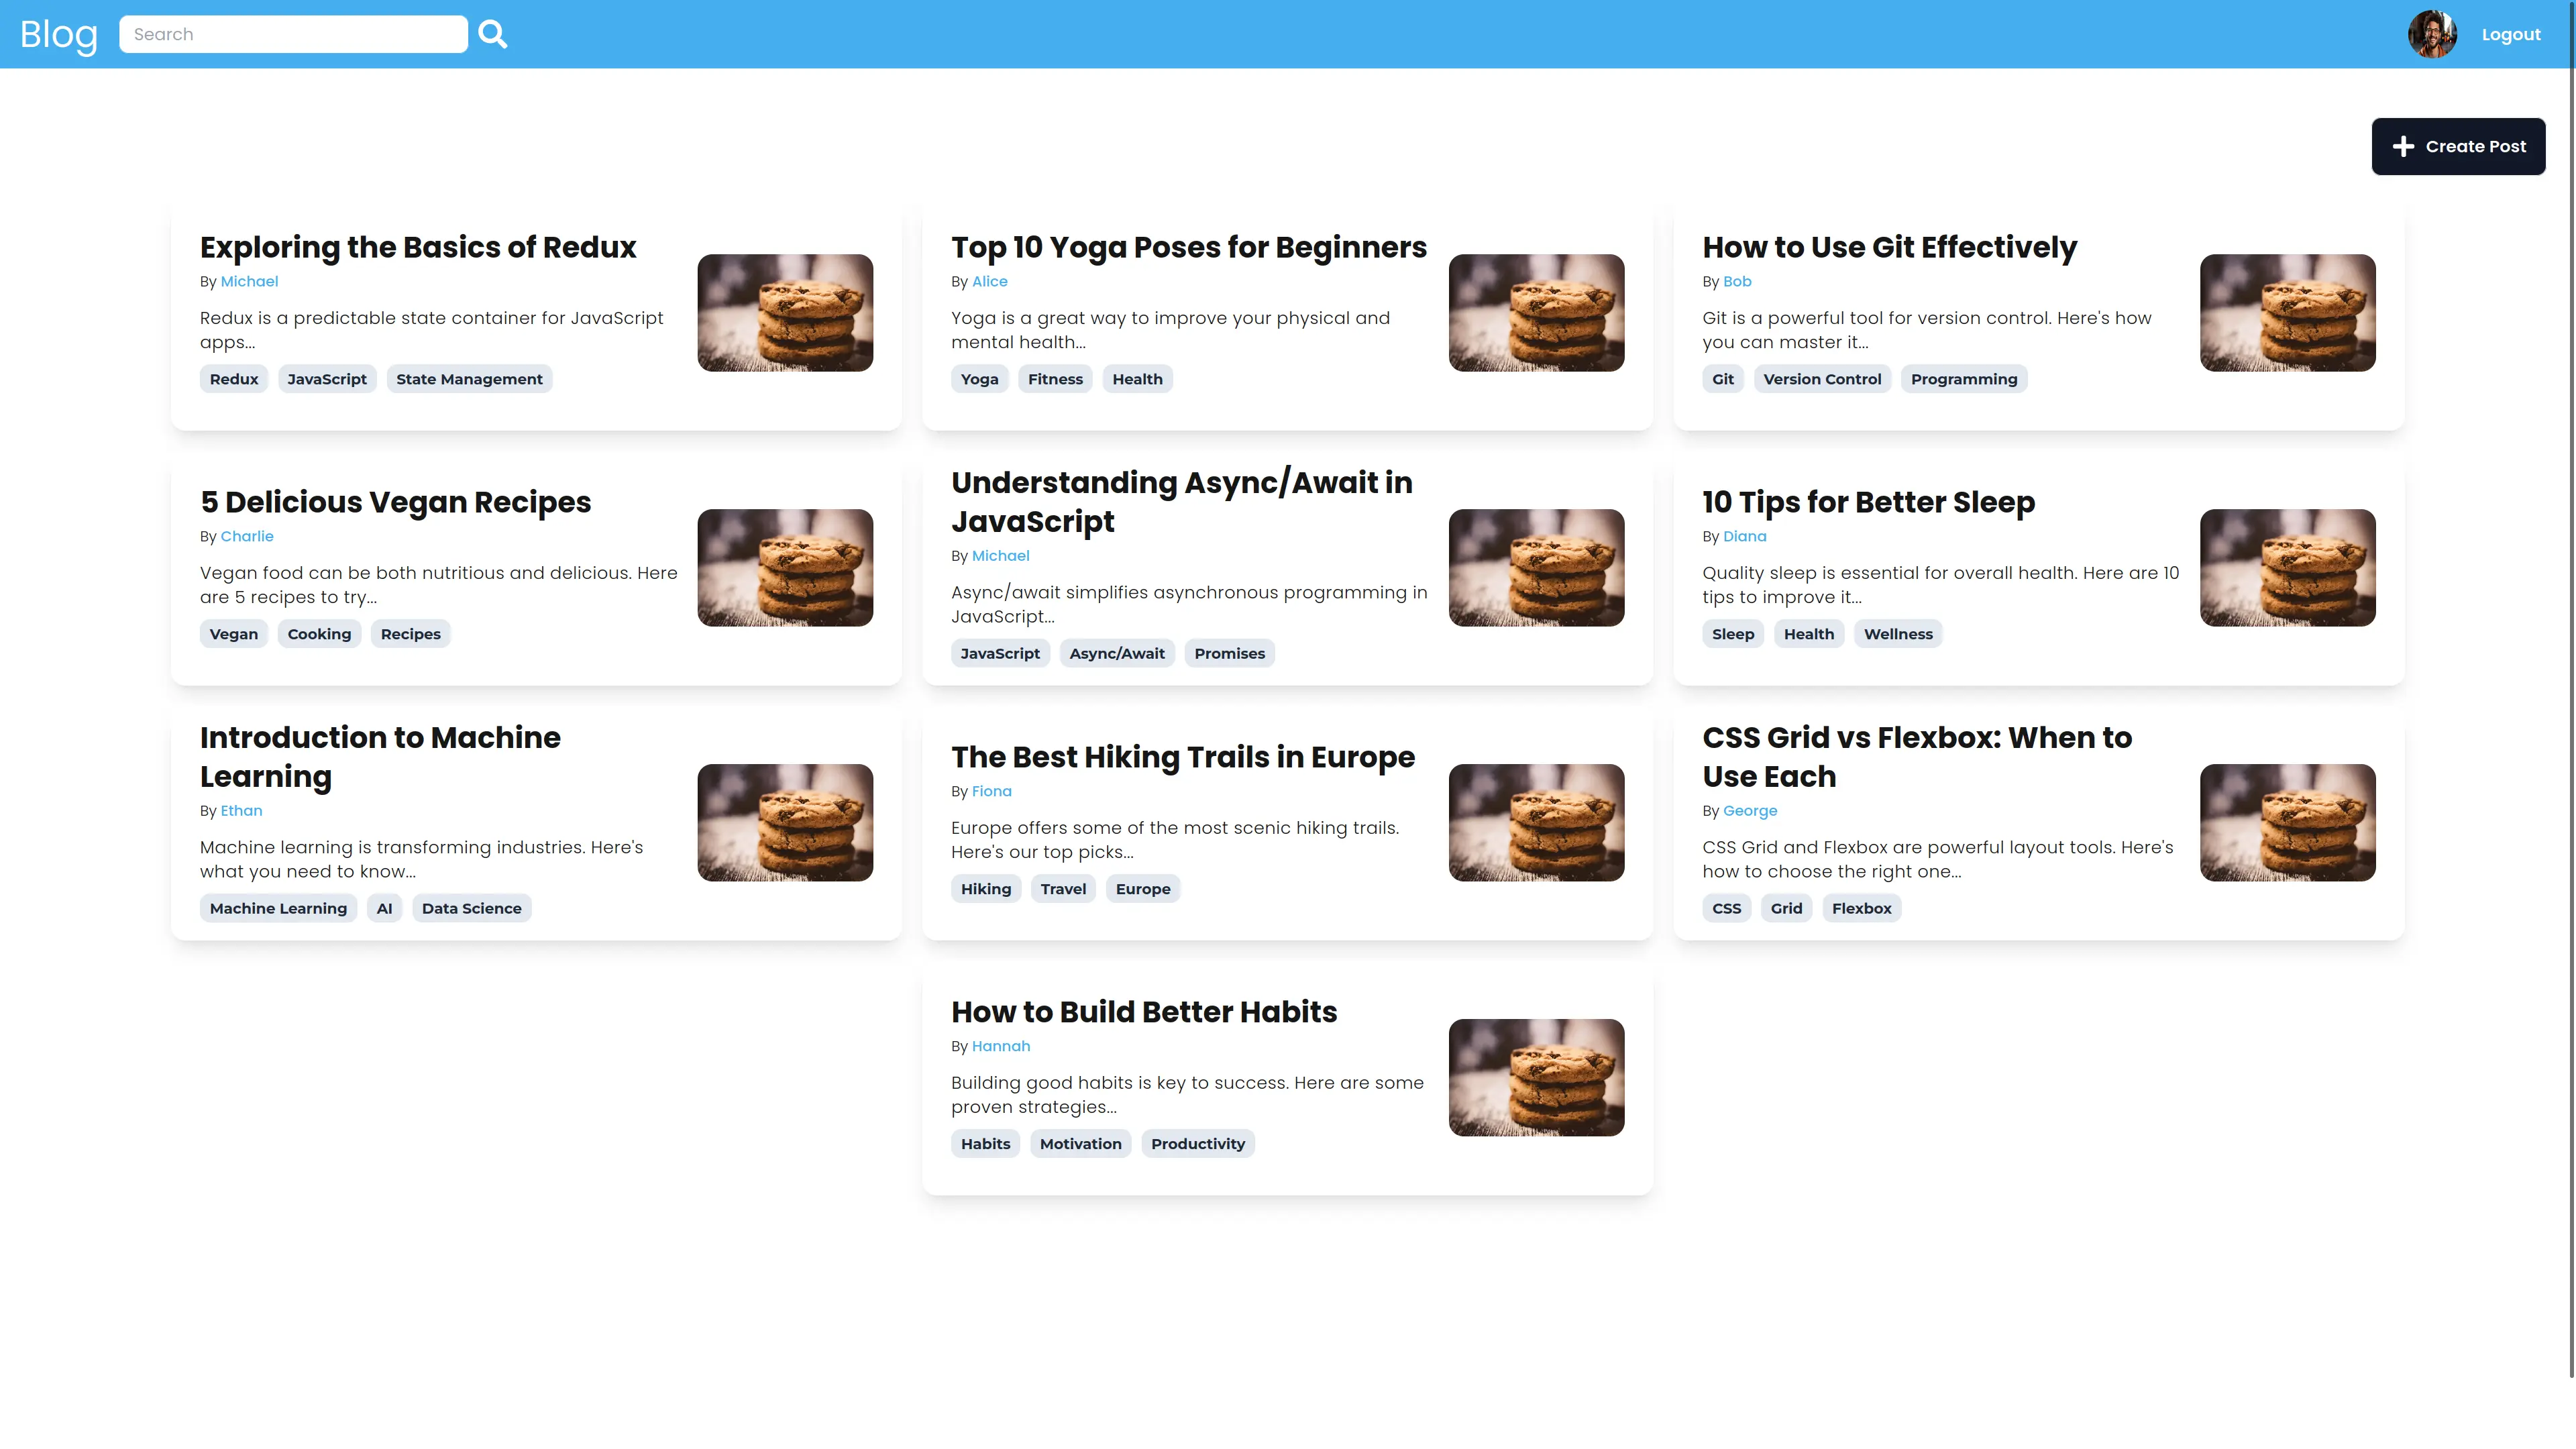 Blog
Search
Logout
Create Post
Exploring the Basics of Redux
By Michael
Redux is a predictable state container for JavaScript
apps...
Redux JavaScript State Management
Top 10 Yoga Poses for Beginners
By Alice
Yoga is a great way to improve your physical and
mental health...
Yoga Fitness Health
How to Use Git Effectively
By Bob
Git is a powerful tool for version control. Here's how
you can master it...
Git Version Control Programming
5 Delicious Vegan Recipes
By Charlie
Vegan food can be both nutritious and delicious. Here
are 5 recipes to try...
Vegan Cooking Recipes
Understanding Async/Await in
JavaScript
By Michael
Async/await simplifies asynchronous programming in
JavaScript...
JavaScript Async/Await Promises
10 Tips for Better Sleep
By Diana
Quality sleep is essential for overall health. Here are 10
tips to improve it...
Sleep Health Wellness
Introduction to Machine
Learning
By Ethan
Machine learning is transforming industries. Here's
what you need to know...
Machine Learning AI Data Science
The Best Hiking Trails in Europe
By Fiona
Europe offers some of the most scenic hiking trails.
Here's our top picks...
Hiking Travel Europe
CSS Grid vs Flexbox: When to
Use Each
By George
CSS Grid and Flexbox are powerful layout tools. Here's
how to choose the right one...
CSS Grid Flexbox
How to Build Better Habits
By Hannah
Building good habits is key to success. Here are some
proven strategies...
Habits Motivation Productivity